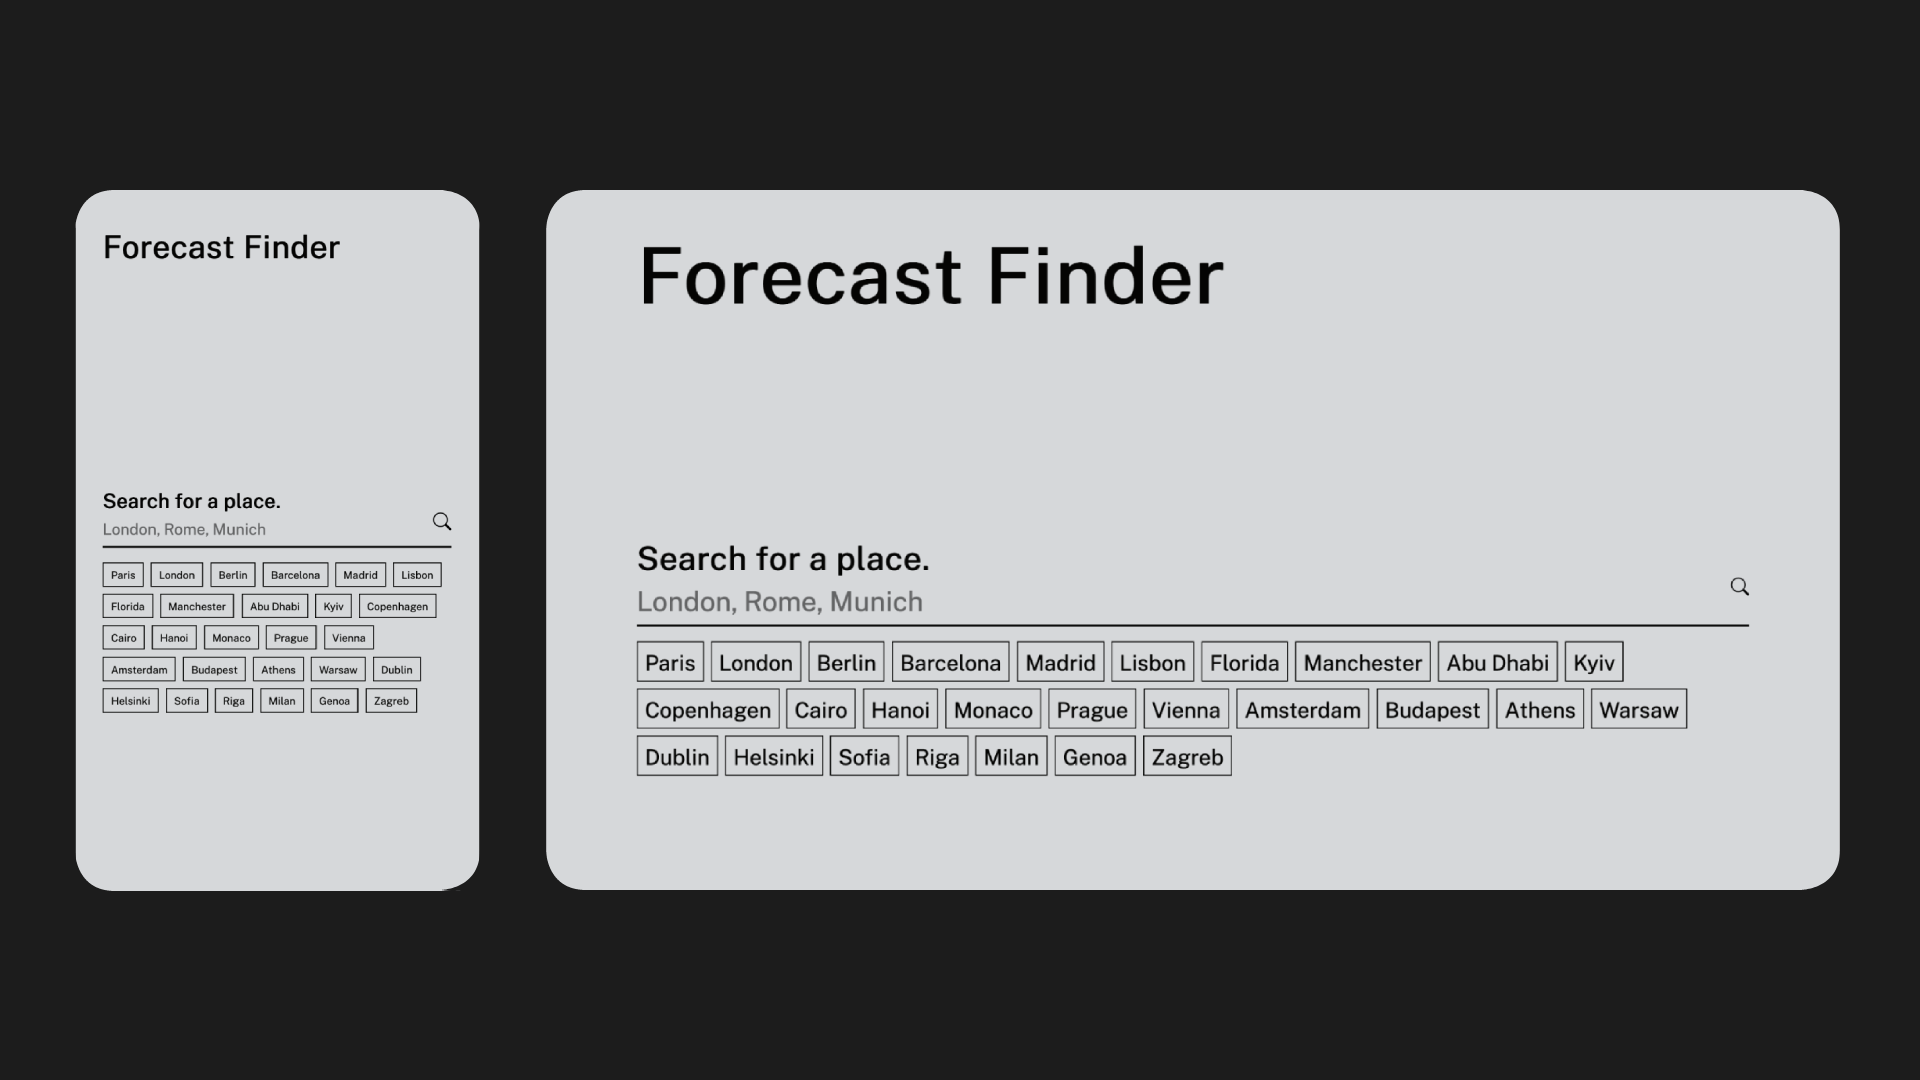 Forecast Finder
Search for a place.
London, Rome, Munich
Paris London Berlin Barcelona Madrid Lisbon
Florida Manchester Abu Dhabi Kyiv Copenhagen
Cairo Hanoi Monaco Prague Vienna
Amsterdam Budapest Athens Warsaw Dublin
Helsinki Sofia Riga Milan Genoa Zagreb
Forecast Finder
Search for a place.
London, Rome, Munich
Paris London Berlin Barcelona Madrid Lisbon Florida Manchester Abu Dhabi Kyiv
Copenhagen Cairo Hanoi Monaco Prague Vienna Amsterdam Budapest Athens Warsaw
Dublin Helsinki Sofia Riga Milan Genoa Zagreb